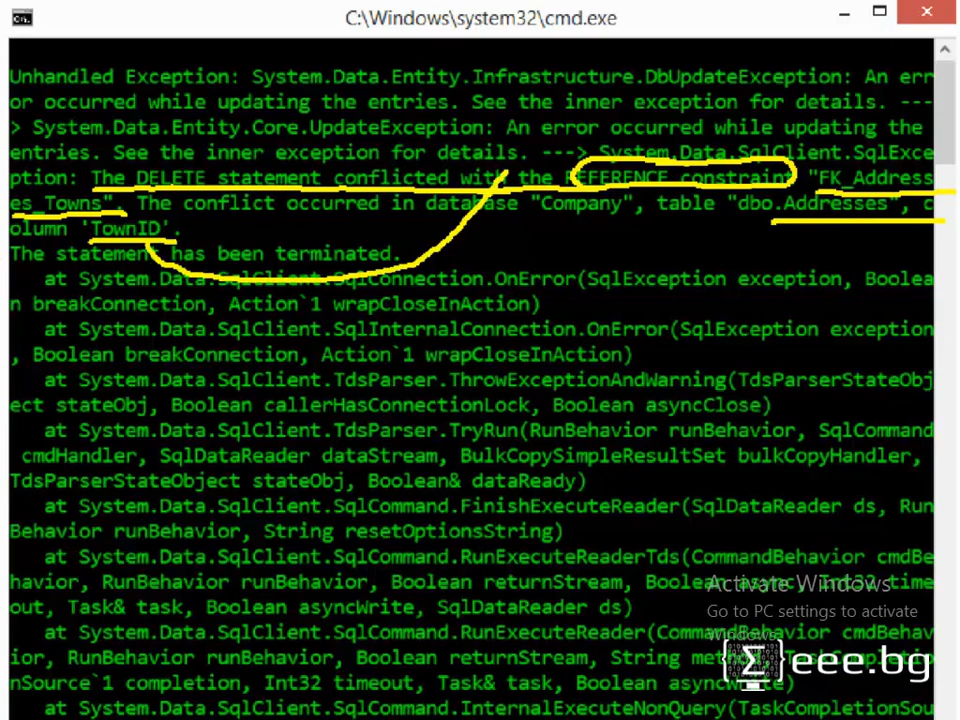 C:\Windows\system32\cmd.exe
Unhandled Exception: System.Data.Entity.Infrastructure.DbUpdateException: An err
or occurred while updating the entries. See the inner exception for details. ---
> System.Data.Entity.Core.UpdateException: An error occurred while updating the
entries. See the inner exception for details. ---> System.Data.SqlClient.SqlExce
ption: The DELETE statement conflicted with the REFERENCE constraint "FK_Address
es_Towns". The conflict occurred in database "Company", table "dbo.Addresses", c
olumn 'TownID'.
The statement has been terminated.
at System.Data.SqlClient.SqlConnection.OnError(SqlException exception, Boolea
n breakConnection, Action`1 wrapCloseInAction)
at System.Data.SqlClient.SqlInternalConnection.OnError(SqlException exception
, Boolean breakConnection, Action`1 wrapCloseInAction)
at System.Data.SqlClient.TdsParser.ThrowExceptionAndWarning(TdsParserStateObj
ect stateObj, Boolean callerHasConnectionLock, Boolean asyncClose)
at System.Data.SqlClient.TdsParser.TryRun(RunBehavior runBehavior, SqlCommand
cmdHandler, SqlDataReader dataStream, BulkCopySimpleResultSet bulkCopyHandler,
TdsParserStateObject stateObj, Boolean& dataReady)
at System.Data.SqlClient.SqlCommand.FinishExecuteReader(SqlDataReader ds, Run
Behavior runBehavior, String resetOptionsString)
at System.Data.SqlClient.SqlCommand.RunExecuteReaderTds(CommandBehavior cmdBe
havior, RunBehavior runBehavior, Boolean returnStream, Boolean async, Int32 time
out, Task& task, Boolean asyncWrite, SqlDataReader ds)
at System.Data.SqlClient.SqlCommand.RunExecuteReader(CommandBehavior cmdBehav
ior, RunBehavior runBehavior, Boolean returnStream, String method, TaskCompletio
nSource`1 completion, Int32 timeout, Task& task, Boolean asyncWrite)
at System.Data.SqlClient.SqlCommand.InternalExecuteNonQuery(TaskCompletionSou
Activate Windows
Go to PC settings to activate
Windows.
eee.bg